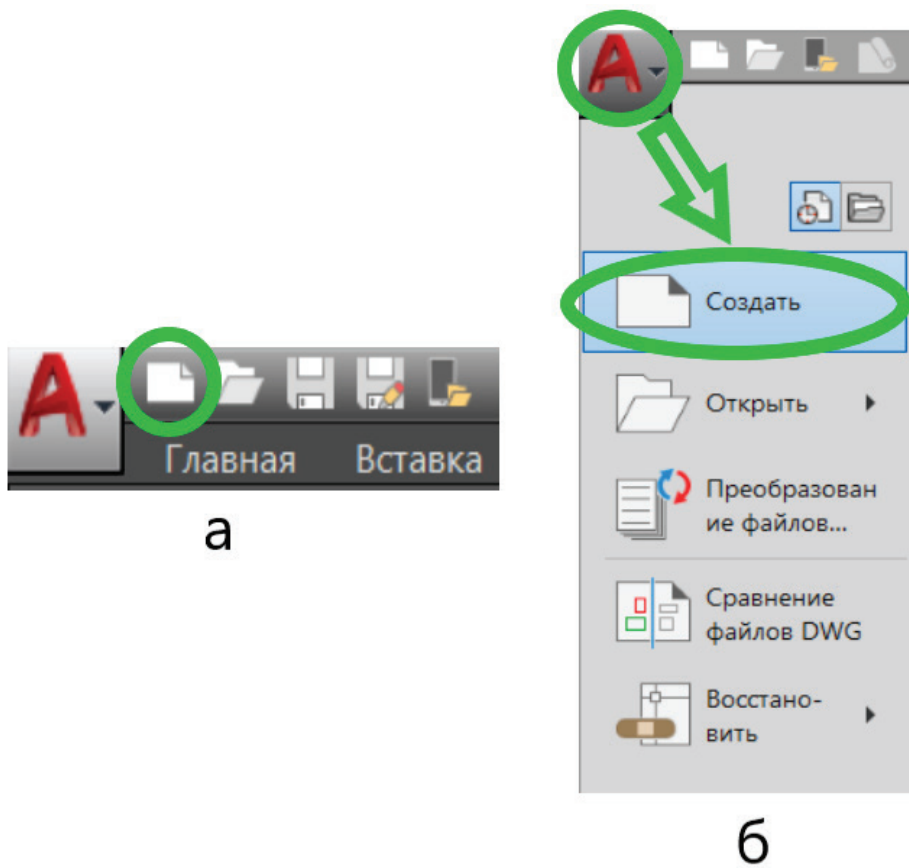 Главная Вставка
а
Создать
Открыть
Преобразован
ие файлов...
Сравнение
файлов DWG
Восстано-
вить
б